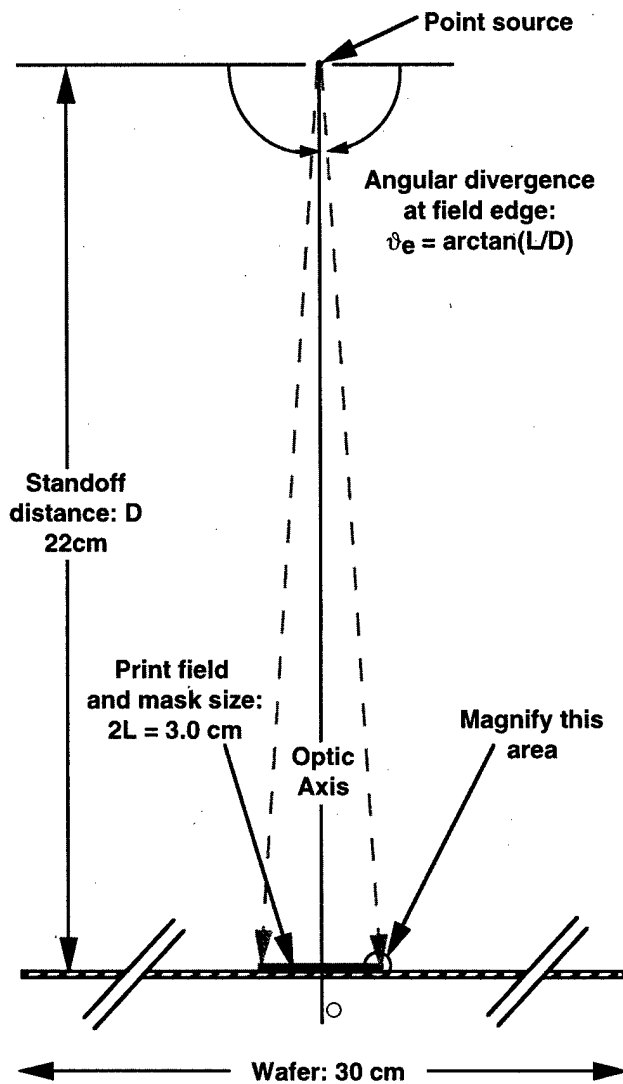 Point source
Angular divergence
at field edge:
ϑe = arctan(L/D)
Standoff
distance: D
22cm
Print field
and mask size:
2L = 3.0 cm
Optic
Axis
Magnify this
area
Wafer: 30 cm